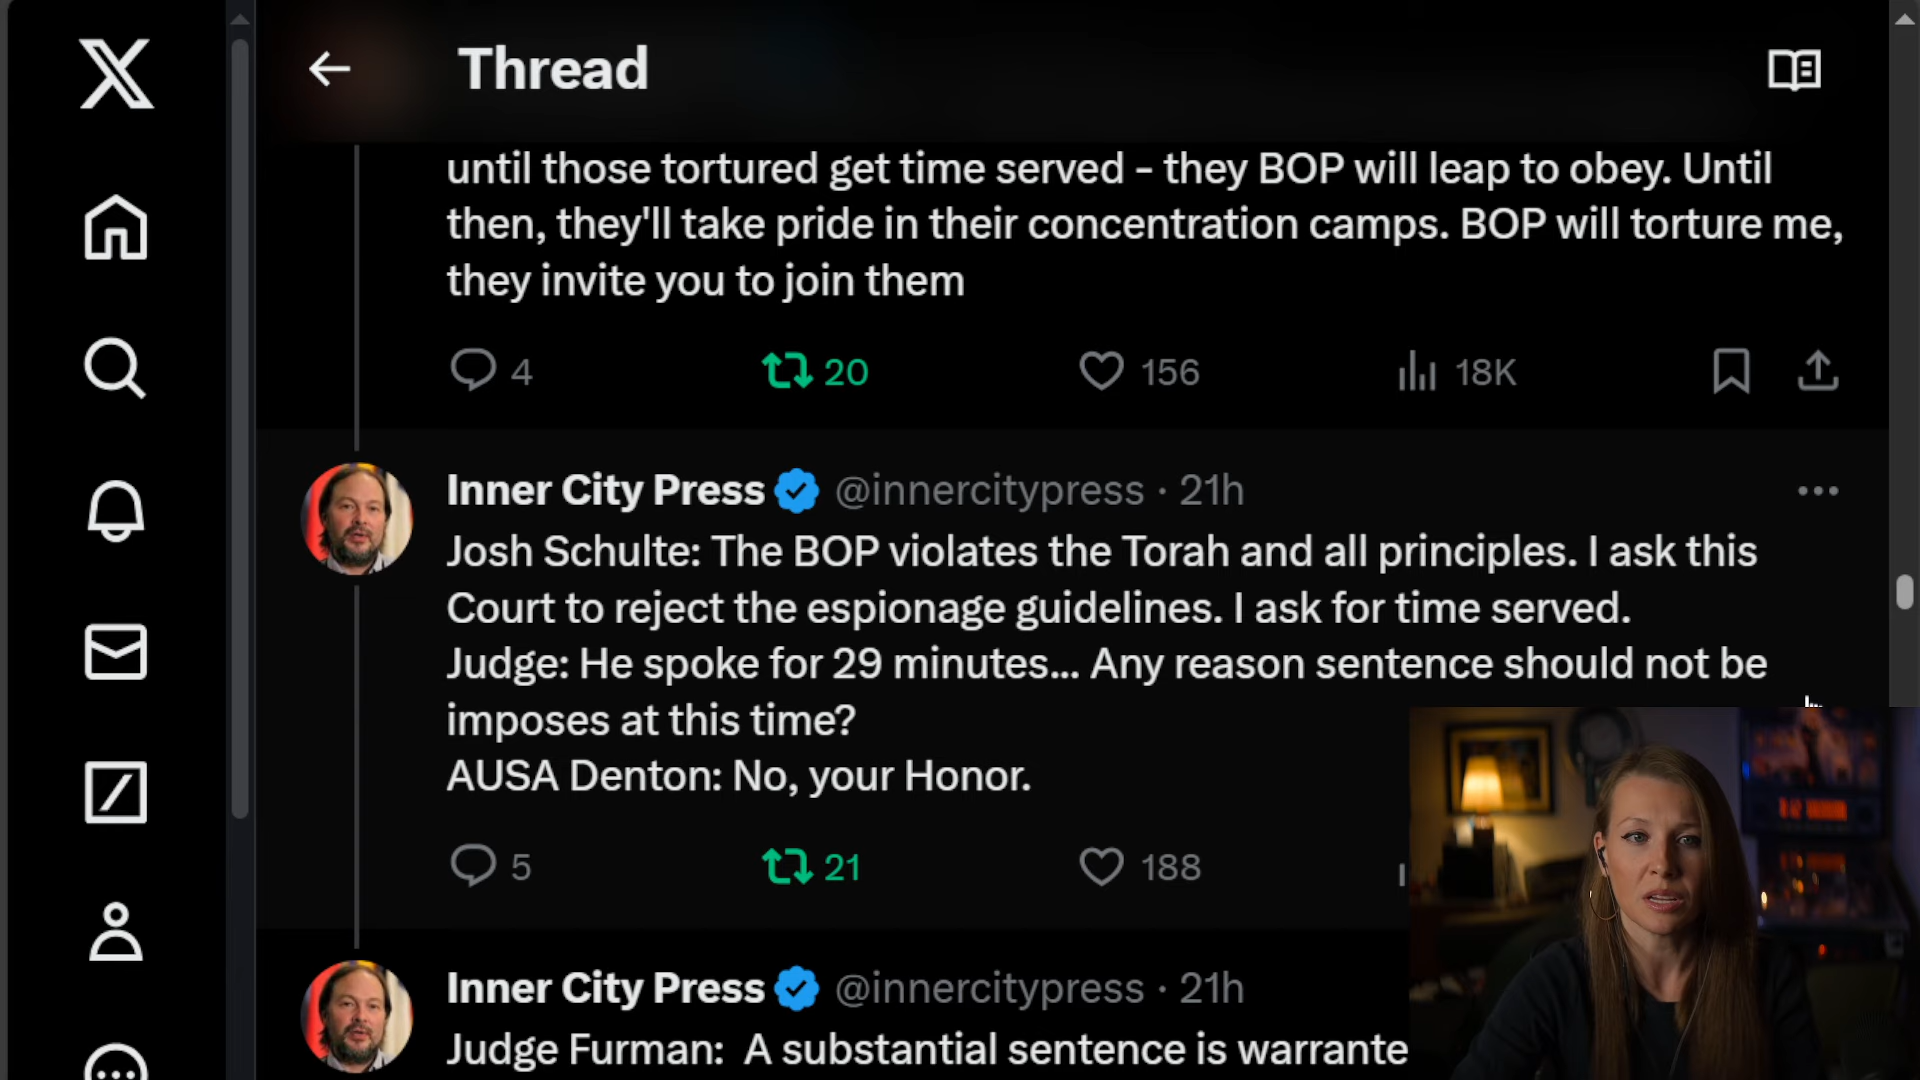 Thread
until those tortured get time served - they BOP will leap to obey. Until
then, they'll take pride in their concentration camps. BOP will torture me,
they invite you to join them
4 20 156 18K
Inner City Press @innercitypress · 21h
Josh Schulte: The BOP violates the Torah and all principles. I ask this
Court to reject the espionage guidelines. I ask for time served.
Judge: He spoke for 29 minutes... Any reason sentence should not be
imposes at this time?
AUSA Denton: No, your Honor.
5 21 188
Inner City Press @innercitypress · 21h
Judge Furman: A substantial sentence is warrante